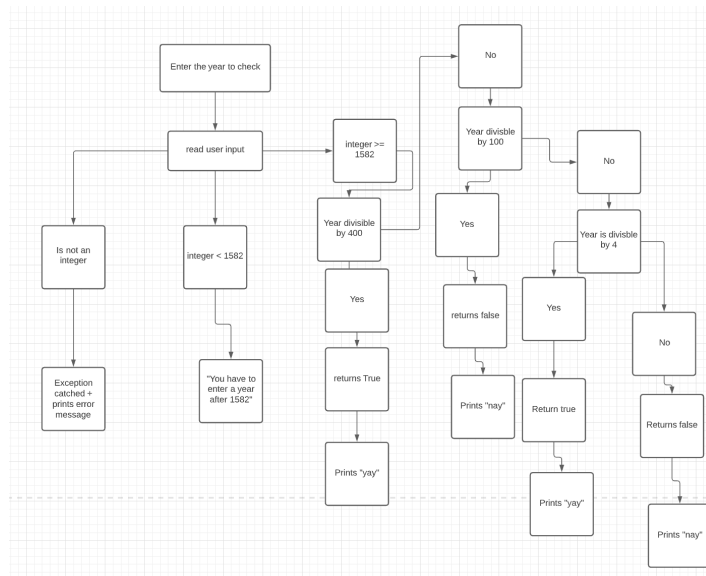 Enter the year to check
read user input
Is not an
integer
Exception
catched +
prints error
message
integer < 1582
"You have to
enter a year
after 1582"
integer >=
1582
Year divisible
by 400
Yes
returns True
Prints "yay"
No
Year divisble
by 100
Yes
returns false
Prints "nay"
No
Year is divisble
by 4
Yes
Return true
Prints "yay"
No
Returns false
Prints "nay"